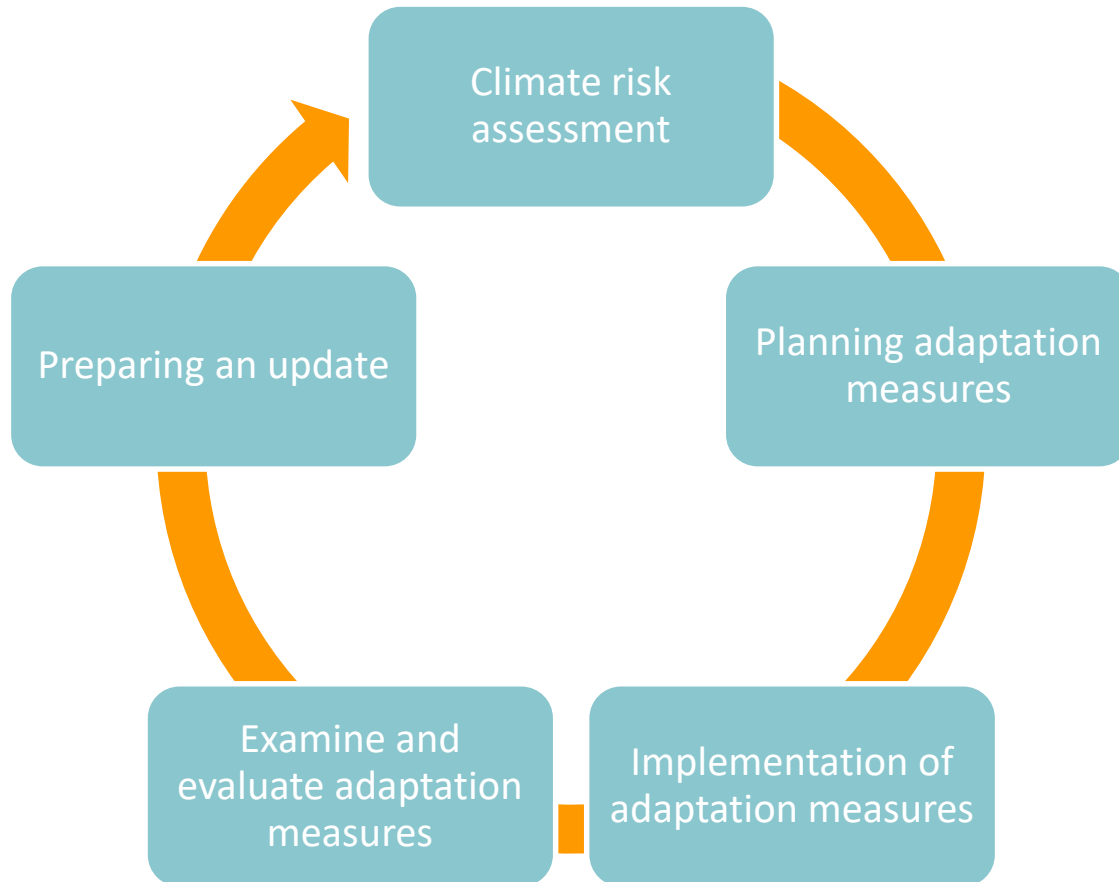 Climate risk
assessment
Planning adaptation
measures
Implementation of
adaptation measures
Examine and
evaluate adaptation
measures
Preparing an update